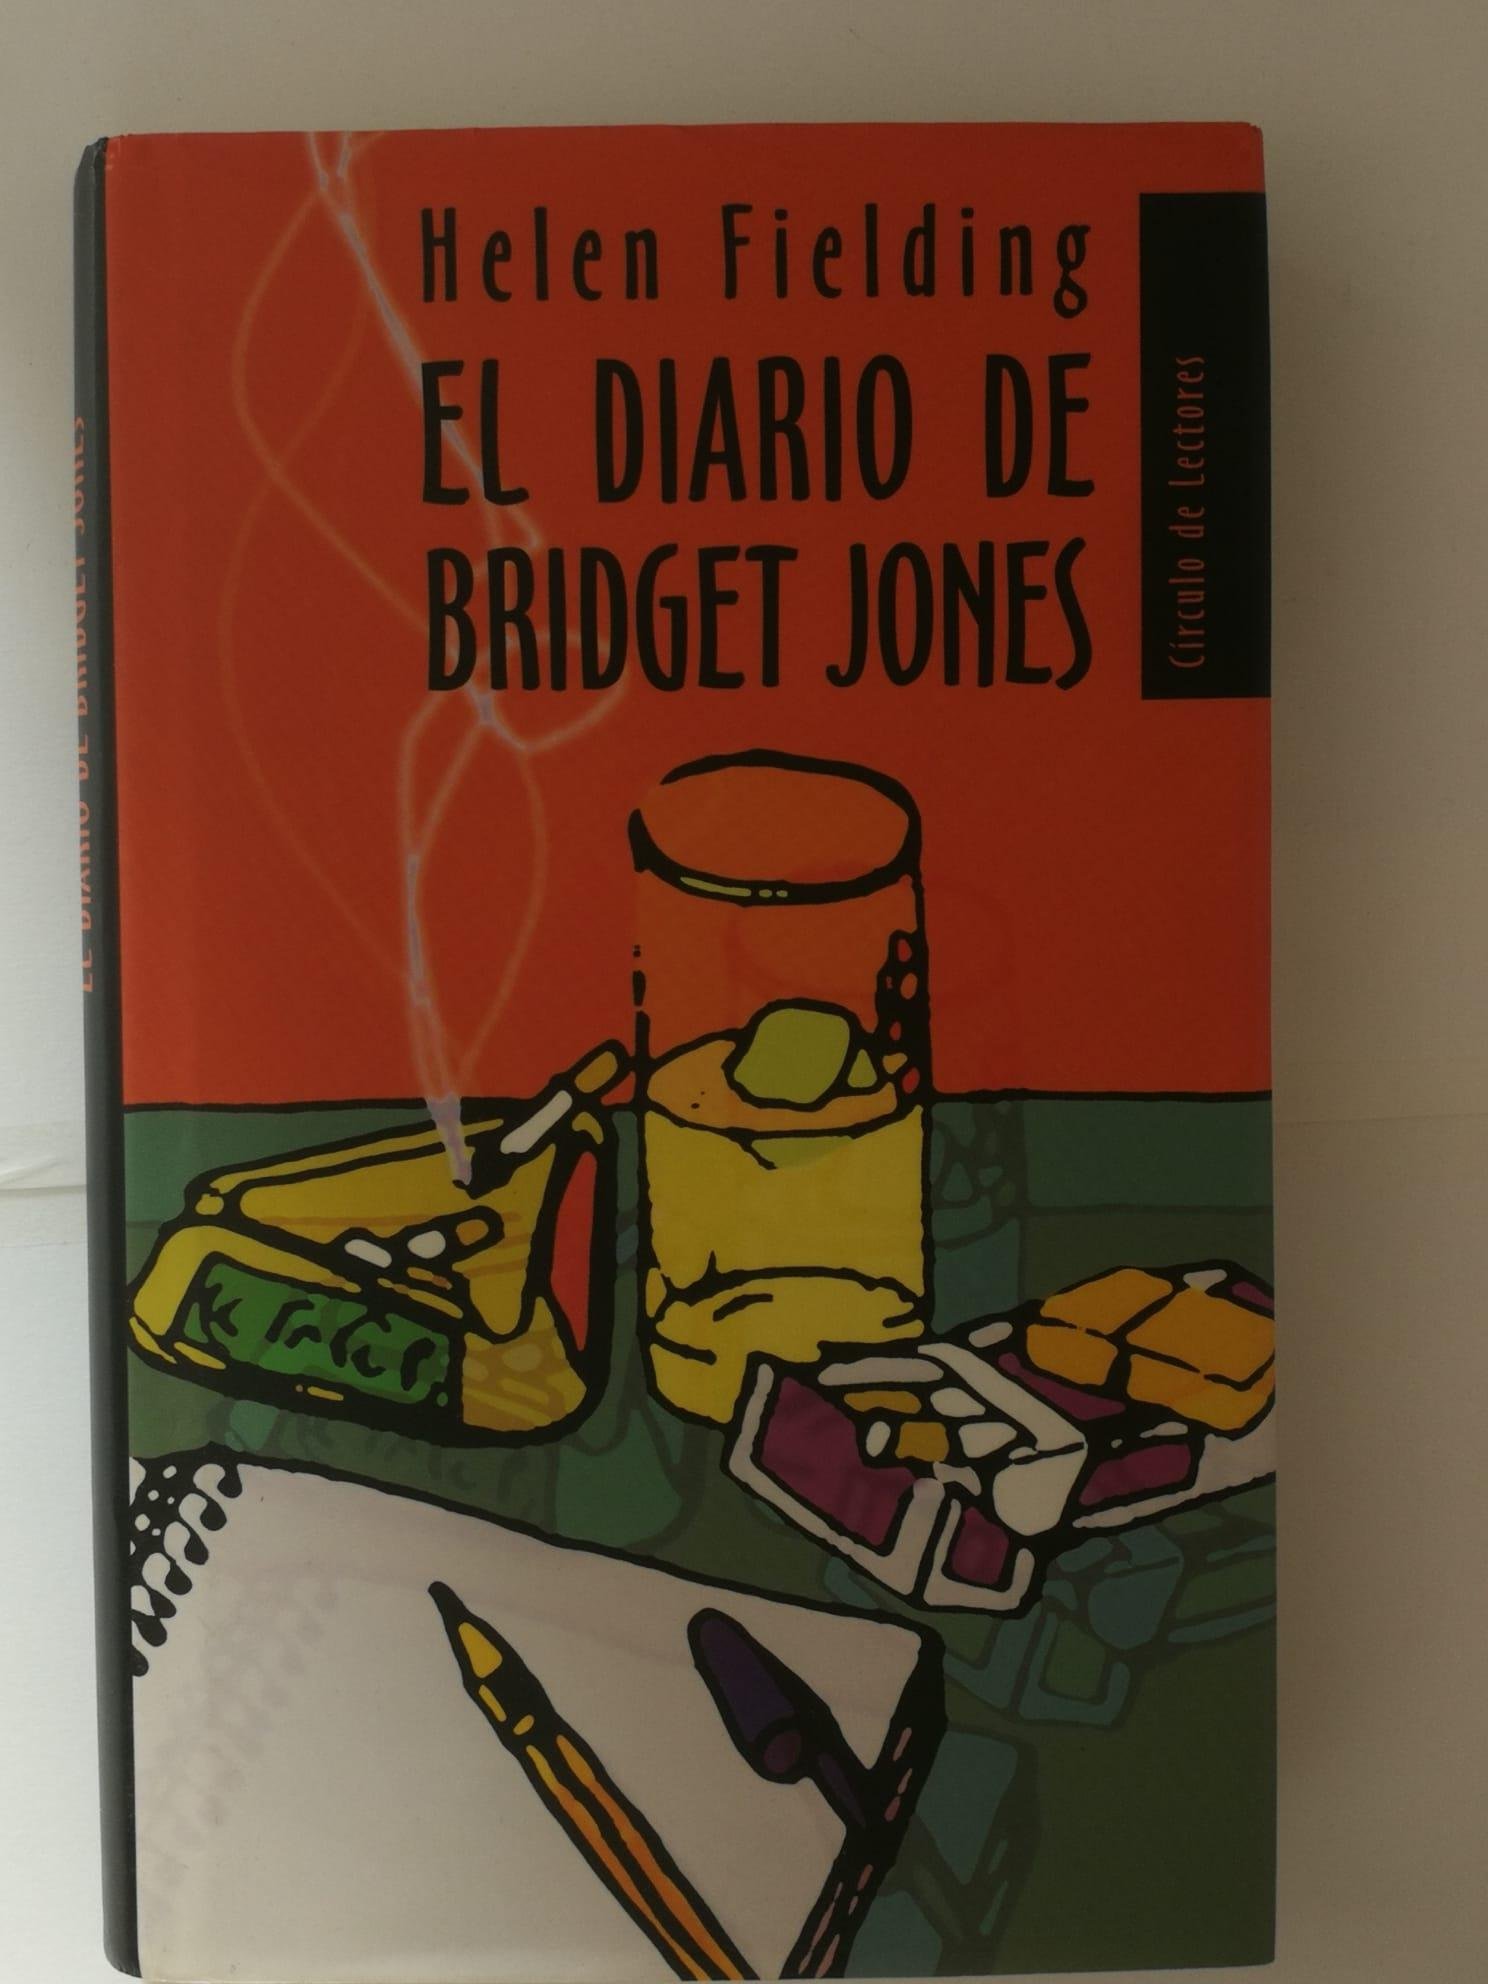 Helen Fielding
EL DIARIO DE
BRIDGET JONES
Círculo de Lectores
EL DIARIO DE BRIDGET JONES